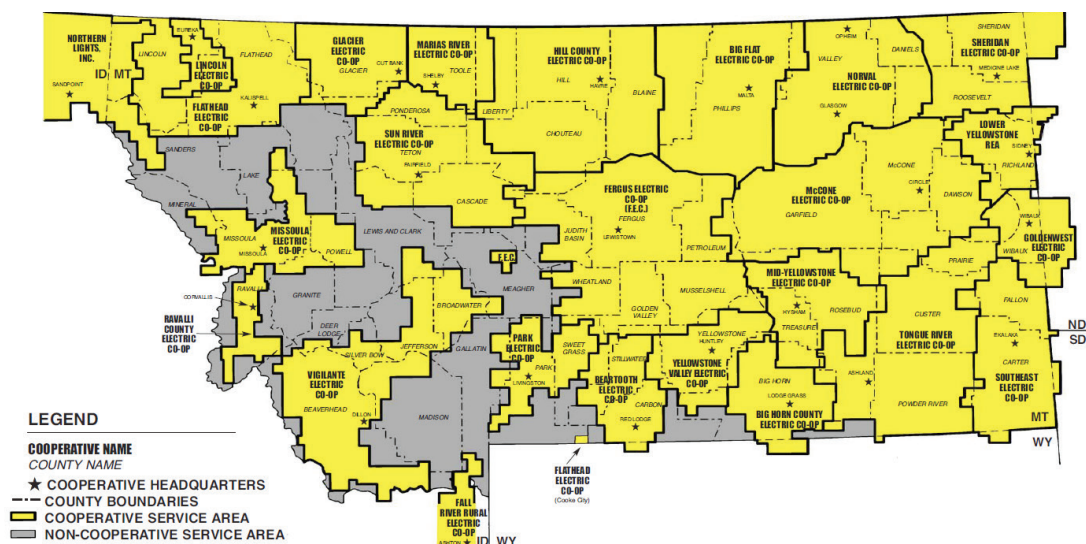 NORTHERN
LIGHTS,
INC.
SANDPOINT
ID MT
LINCOLN
EUREKA
LINCOLN
ELECTRIC
CO-OP
FLATHEAD
FLATHEAD
ELECTRIC
CO-OP
KALISPELL
GLACIER
ELECTRIC
CO-OP
GLACIER
CUT BANK
MARIAS RIVER
ELECTRIC CO-OP
SHELBY
TOOLE
LIBERTY
HILL COUNTY
ELECTRIC CO-OP
HILL
HAVRE
BLAINE
CHOUTEAU
BIG FLAT
ELECTRIC
CO-OP
MALTA
PHILLIPS
OPHEIM
VALLEY
DANIELS
NORVAL
ELECTRIC
CO-OP
GLASGOW
SHERIDAN
SHERIDAN
ELECTRIC CO-OP
MEDICINE LAKE
ROOSEVELT
LOWER
YELLOWSTONE
REA
SIDNEY
RICHLAND
PONDEROSA
SUN RIVER
ELECTRIC CO-OP
TETON
FAIRFIELD
CASCADE
SANDERS
LAKE
MINERAL
MISSOULA
MISSOULA
MISSOULA
ELECTRIC
CO-OP
POWELL
LEWIS AND CLARK
FERGUS ELECTRIC
CO-OP
(F.E.C.)
FERGUS
LEWISTOWN
JUDITH
BASIN
PETROLEUM
F.E.C.
MEAGHER
WHEATLAND
GOLDEN
VALLEY
MUSSELSHELL
McCONE
CIRCLE
McCONE
ELECTRIC CO-OP
GARFIELD
DAWSON
WIBAUX
GOLDENWEST
ELECTRIC
CO-OP
WIBAUX
PRAIRIE
MID-YELLOWSTONE
ELECTRIC
CO-OP
HYSHAM
TREASURE
ROSEBUD
CUSTER
TONGUE RIVER
ELECTRIC CO-OP
ASHLAND
POWDER RIVER
FALLON
EKALAKA
CARTER
SOUTHEAST
ELECTRIC
CO-OP
ND
SD
MT
WY
RAVALLI
CORVALLIS
RAVALLI
COUNTY
ELECTRIC
CO-OP
GRANITE
DEER
LODGE
SILVER BOW
JEFFERSON
BROADWATER
GALLATIN
VIGILANTE
ELECTRIC
CO-OP
BEAVERHEAD
DILLON
MADISON
PARK
ELECTRIC
CO-OP
PARK
LIVINGSTON
SWEET
GRASS
STILLWATER
BEARTOOTH
ELECTRIC
CO-OP
CARBON
RED LODGE
YELLOWSTONE
HUNTLEY
YELLOWSTONE
VALLEY ELECTRIC
CO-OP
BIG HORN
LODGE GRASS
BIG HORN COUNTY
ELECTRIC CO-OP
FLATHEAD
ELECTRIC
CO-OP
(Cooke City)
FALL
RIVER RURAL
ELECTRIC
CO-OP
ASHTON
ID WY
LEGEND
COOPERATIVE NAME
COUNTY NAME
COOPERATIVE HEADQUARTERS
COUNTY BOUNDARIES
COOPERATIVE SERVICE AREA
NON-COOPERATIVE SERVICE AREA